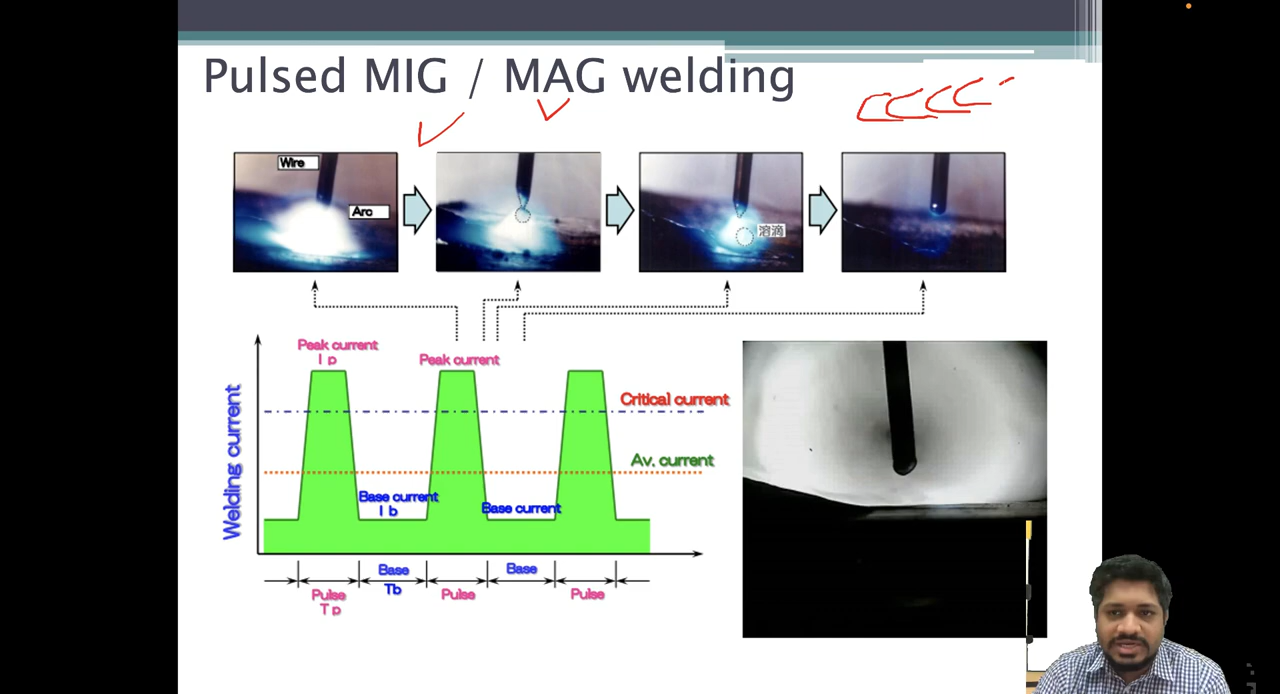 Pulsed MIG / MAG welding
Wire
Arc
溶滴
Peak current
I p
Peak current
Critical current
Av. current
Welding current
Base current
I b
Base current
Base
Tb
Base
Pulse
T p
Pulse
Pulse